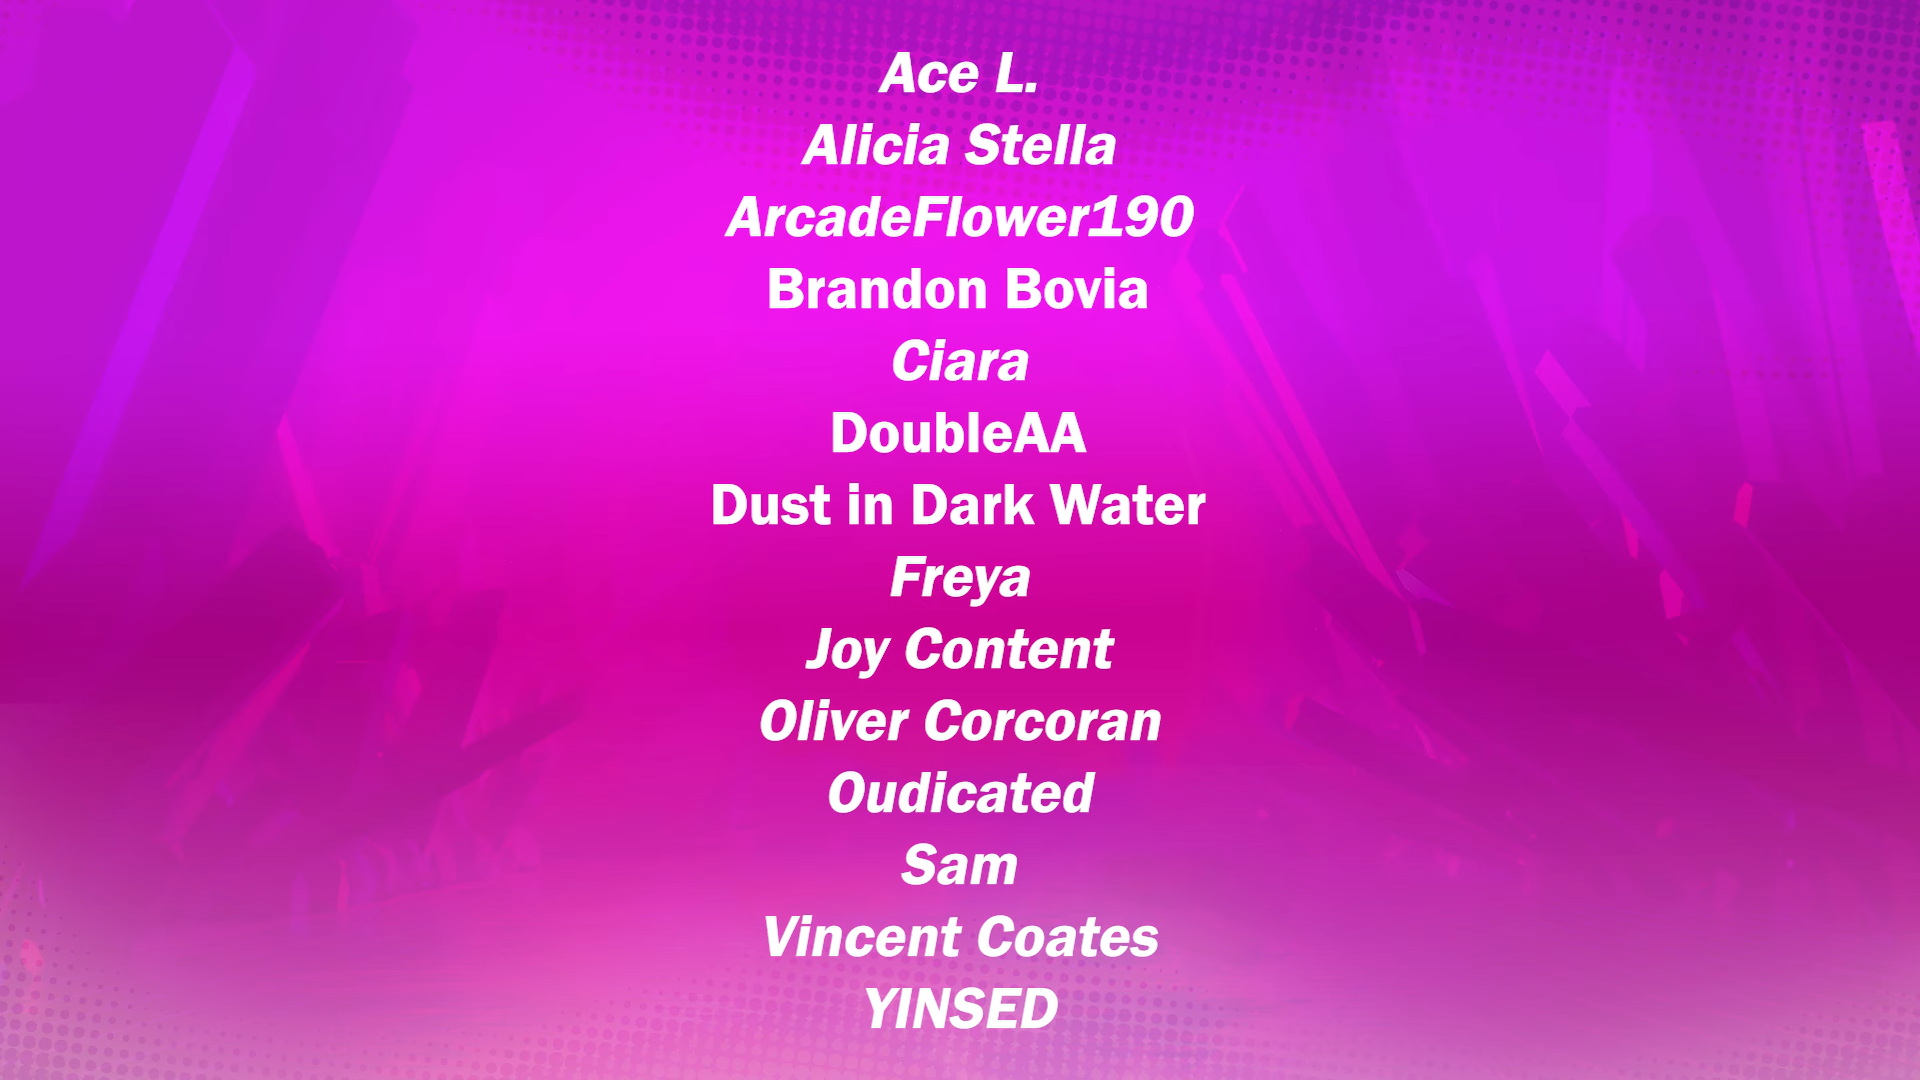 Ace L.
Alicia Stella
ArcadeFlower190
Brandon Bovia
Ciara
DoubleAA
Dust in Dark Water
Freya
Joy Content
Oliver Corcoran
Oudicated
Sam
Vincent Coates
YINSED